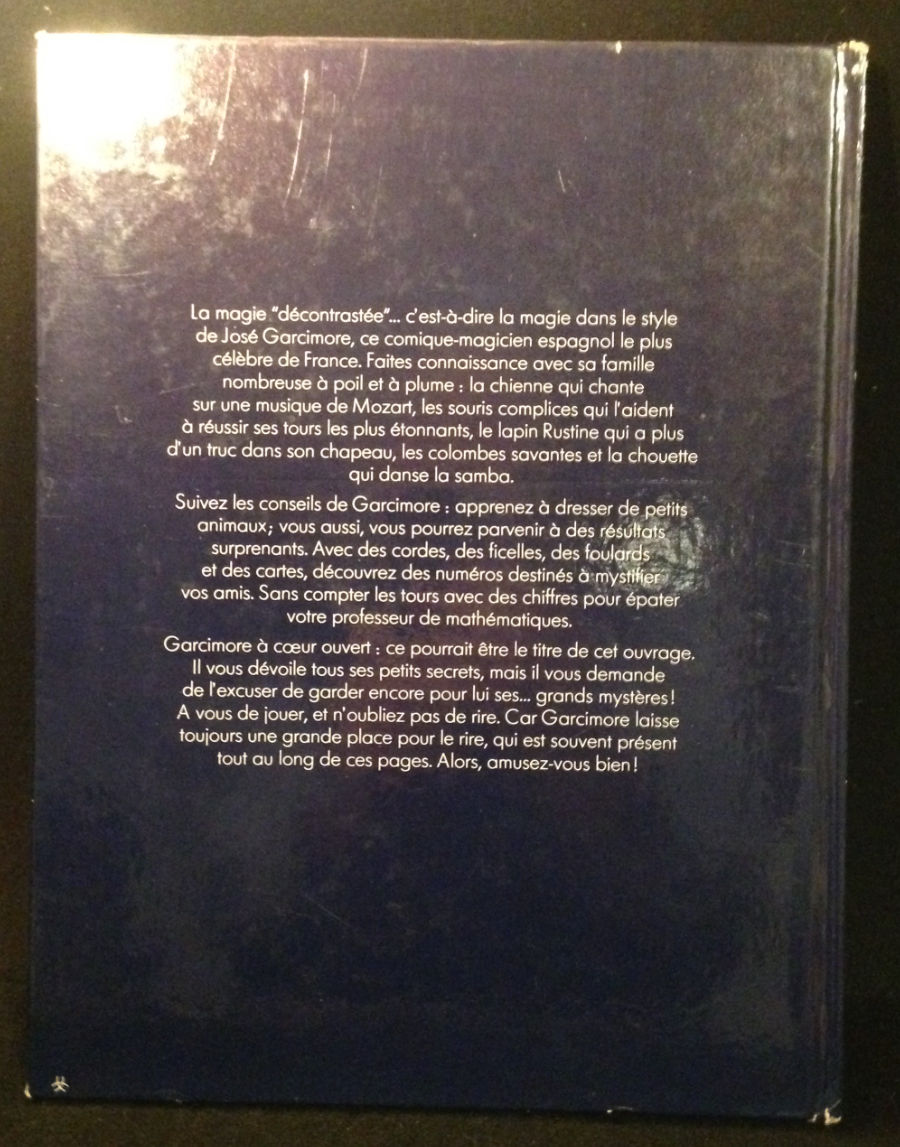 La magie "décontrastée"... c'est-à-dire la magie dans le style
de José Garcimore, ce comique-magicien espagnol le plus
célèbre de France. Faites connaissance avec sa famille
nombreuse à poil et à plume : la chienne qui chante
sur une musique de Mozart, les souris complices qui l'aident
à réussir ses tours les plus étonnants, le lapin Rustine qui a plus
d'un truc dans son chapeau, les colombes savantes et la chouette
qui danse la samba.
Suivez les conseils de Garcimore : apprenez à dresser de petits
animaux; vous aussi, vous pourrez parvenir à des résultats
surprenants. Avec des cordes, des ficelles, des foulards
et des cartes, découvrez des numéros destinés à mystifier
vos amis. Sans compter les tours avec des chiffres pour épater
votre professeur de mathématiques.
Garcimore à cœur ouvert : ce pourrait être le titre de cet ouvrage.
Il vous dévoile tous ses petits secrets, mais il vous demande
de l'excuser de garder encore pour lui ses... grands mystères!
A vous de jouer, et n'oubliez pas de rire. Car Garcimore laisse
toujours une grande place pour le rire, qui est souvent présent
tout au long de ces pages. Alors, amusez-vous bien!